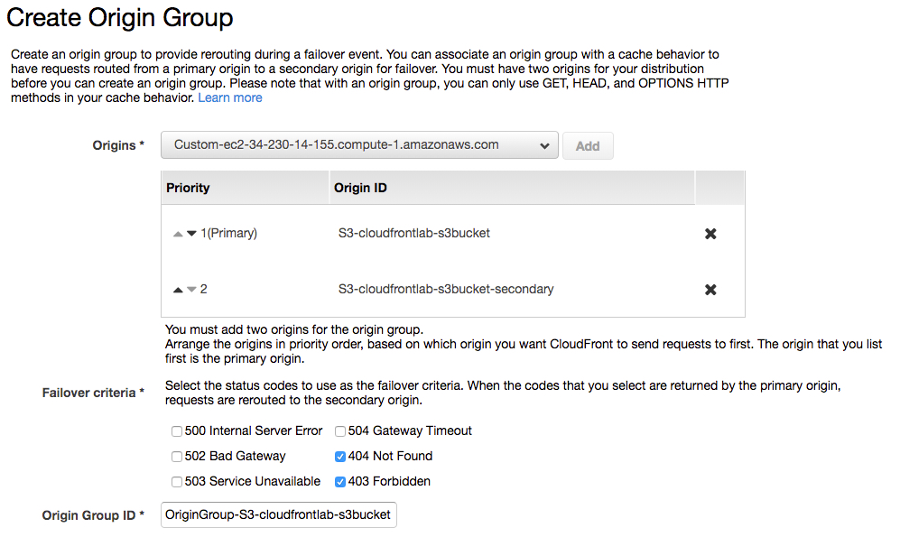 Create Origin Group
Create an origin group to provide rerouting during a failover event. You can associate an origin group with a cache behavior to
have requests routed from a primary origin to a secondary origin for failover. You must have two origins for your distribution
before you can create an origin group. Please note that with an origin group, you can only use GET, HEAD, and OPTIONS HTTP
methods in your cache behavior. Learn more
Origins * Custom-ec2-34-230-14-155.compute-1.amazonaws.com Add
Priority Origin ID
1(Primary) S3-cloudfrontlab-s3bucket
2 S3-cloudfrontlab-s3bucket-secondary
You must add two origins for the origin group.
Arrange the origins in priority order, based on which origin you want CloudFront to send requests to first. The origin that you list
first is the primary origin.
Failover criteria * Select the status codes to use as the failover criteria. When the codes that you select are returned by the primary origin,
requests are rerouted to the secondary origin.
500 Internal Server Error 504 Gateway Timeout
502 Bad Gateway 404 Not Found
503 Service Unavailable 403 Forbidden
Origin Group ID * OriginGroup-S3-cloudfrontlab-s3bucket